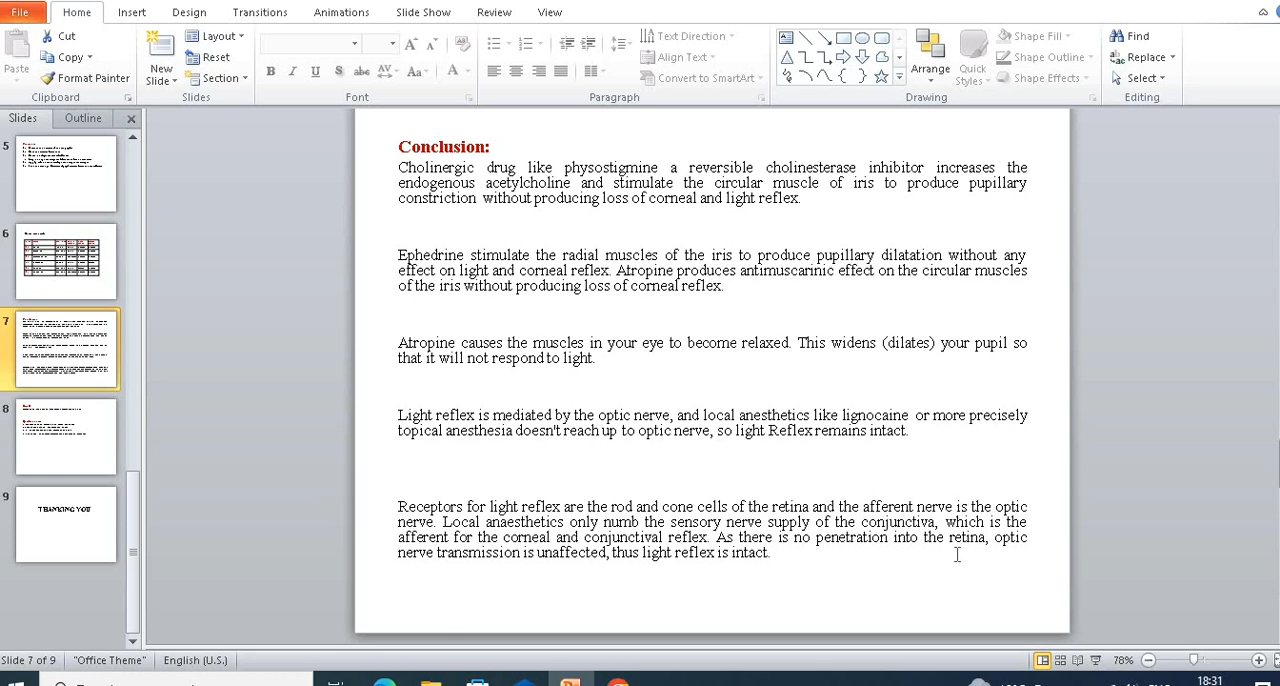 File Home Insert Design Transitions Animations Slide Show Review View
Cut Layout Text Direction Shape Fill Find
Copy Reset Align Text Shape Outline Replace
Paste New Arrange Quick
Format Painter Slide Section Convert to SmartArt Styles Shape Effects Select
Clipboard Slides Font Paragraph Drawing Editing
Slides Outline
Conclusion:
Cholinergic drug like physostigmine a reversible cholinesterase inhibitor increases the
endogenous acetylcholine and stimulate the circular muscle of iris to produce pupillary
constriction without producing loss of corneal and light reflex.
Ephedrine stimulate the radial muscles of the iris to produce pupillary dilatation without any
effect on light and corneal reflex. Atropine produces antimuscarinic effect on the circular muscles
of the iris without producing loss of corneal reflex.
Atropine causes the muscles in your eye to become relaxed. This widens (dilates) your pupil so
that it will not respond to light.
Light reflex is mediated by the optic nerve, and local anesthetics like lignocaine or more precisely
topical anesthesia doesn't reach up to optic nerve, so light Reflex remains intact.
Receptors for light reflex are the rod and cone cells of the retina and the afferent nerve is the optic
nerve. Local anaesthetics only numb the sensory nerve supply of the conjunctiva, which is the
afferent for the corneal and conjunctival reflex. As there is no penetration into the retina, optic
nerve transmission is unaffected, thus light reflex is intact.
5
6
7
8
9
THANKING YOU
Slide 7 of 9 "Office Theme" English (U.S.) 78%
18:31